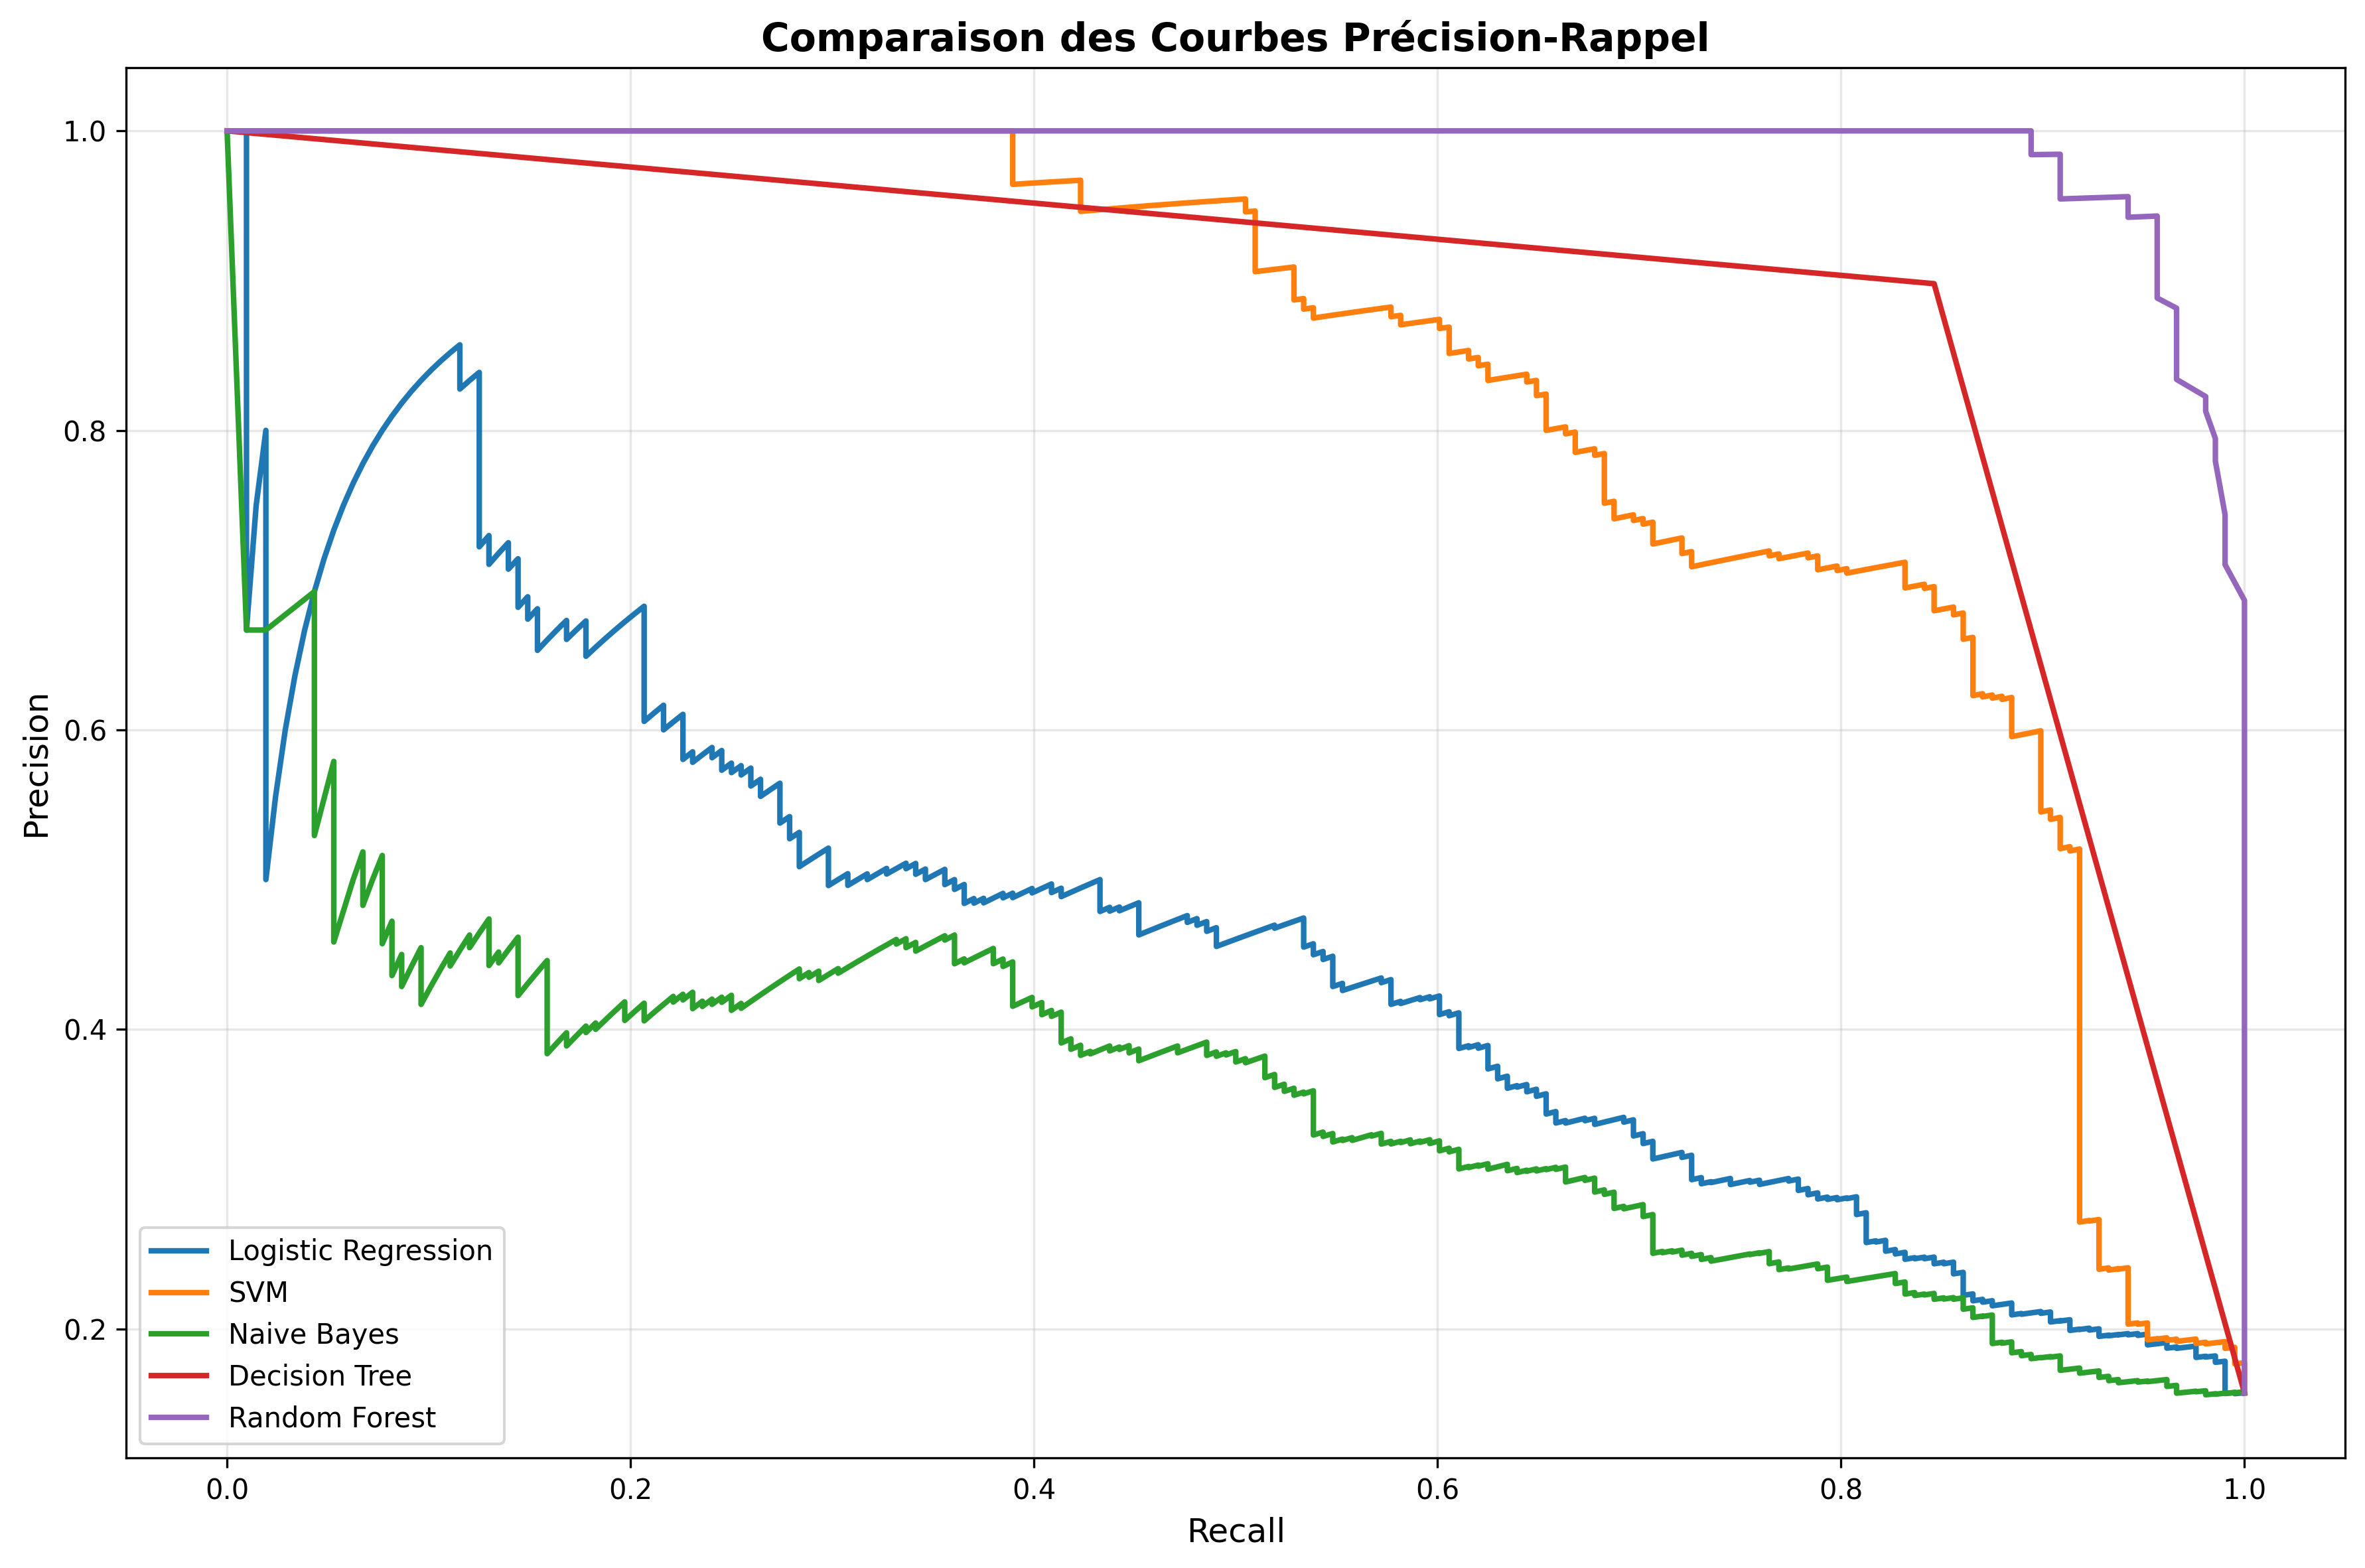 Comparaison des Courbes Précision-Rappel
Precision
1.0
0.8
0.6
0.4
0.2
Logistic Regression
SVM
Naive Bayes
Decision Tree
Random Forest
0.0 0.2 0.4 0.6 0.8 1.0
Recall